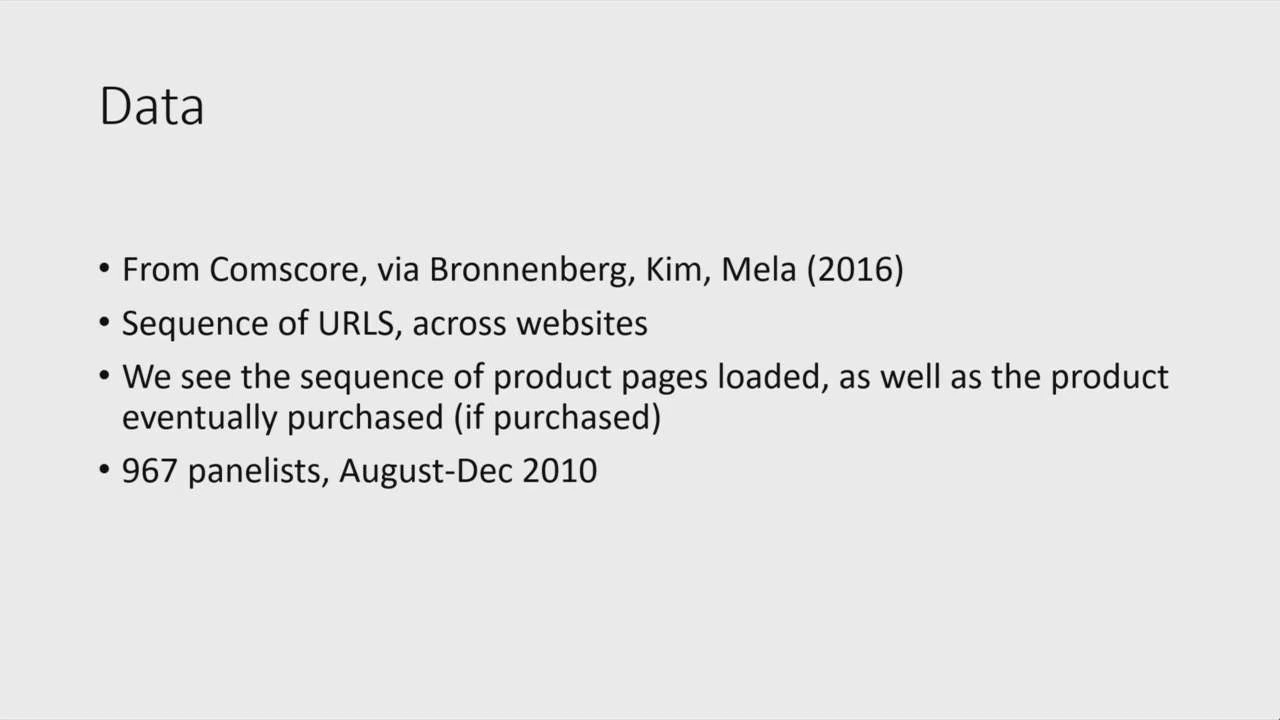 Data
• From Comscore, via Bronnenberg, Kim, Mela (2016)
• Sequence of URLS, across websites
• We see the sequence of product pages loaded, as well as the product
eventually purchased (if purchased)
• 967 panelists, August-Dec 2010